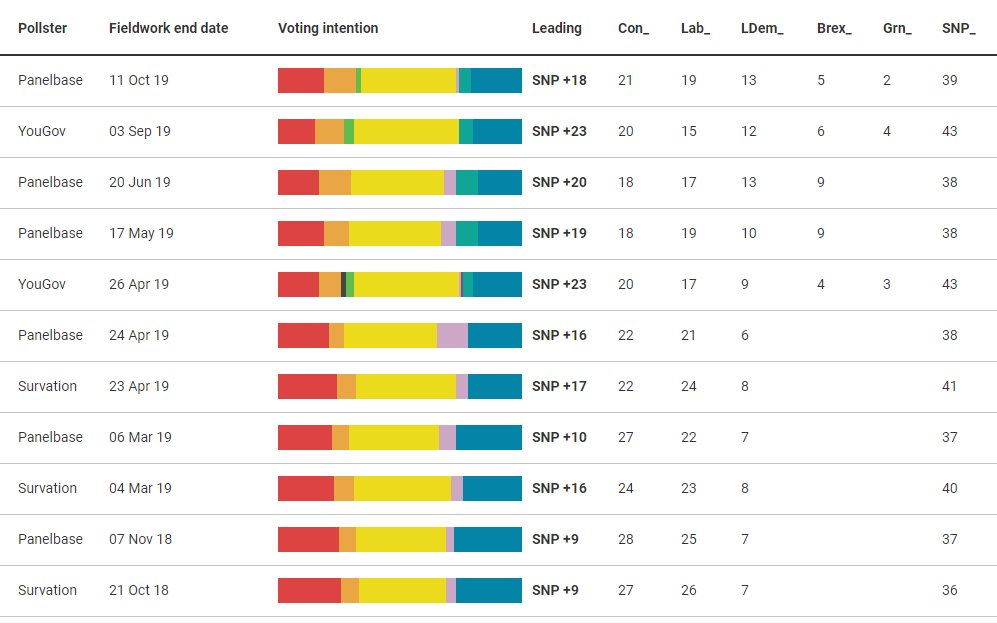 Pollster Fieldwork end date Voting intention Leading Con_ Lab_ LDem_ Brex_ Grn_ SNP_
Panelbase 11 Oct 19 SNP +18 21 19 13 5 2 39
YouGov 03 Sep 19 SNP +23 20 15 12 6 4 43
Panelbase 20 Jun 19 SNP +20 18 17 13 9 38
Panelbase 17 May 19 SNP +19 18 19 10 9 38
YouGov 26 Apr 19 SNP +23 20 17 9 4 3 43
Panelbase 24 Apr 19 SNP +16 22 21 6 38
Survation 23 Apr 19 SNP +17 22 24 8 41
Panelbase 06 Mar 19 SNP +10 27 22 7 37
Survation 04 Mar 19 SNP +16 24 23 8 40
Panelbase 07 Nov 18 SNP +9 28 25 7 37
Survation 21 Oct 18 SNP +9 27 26 7 36